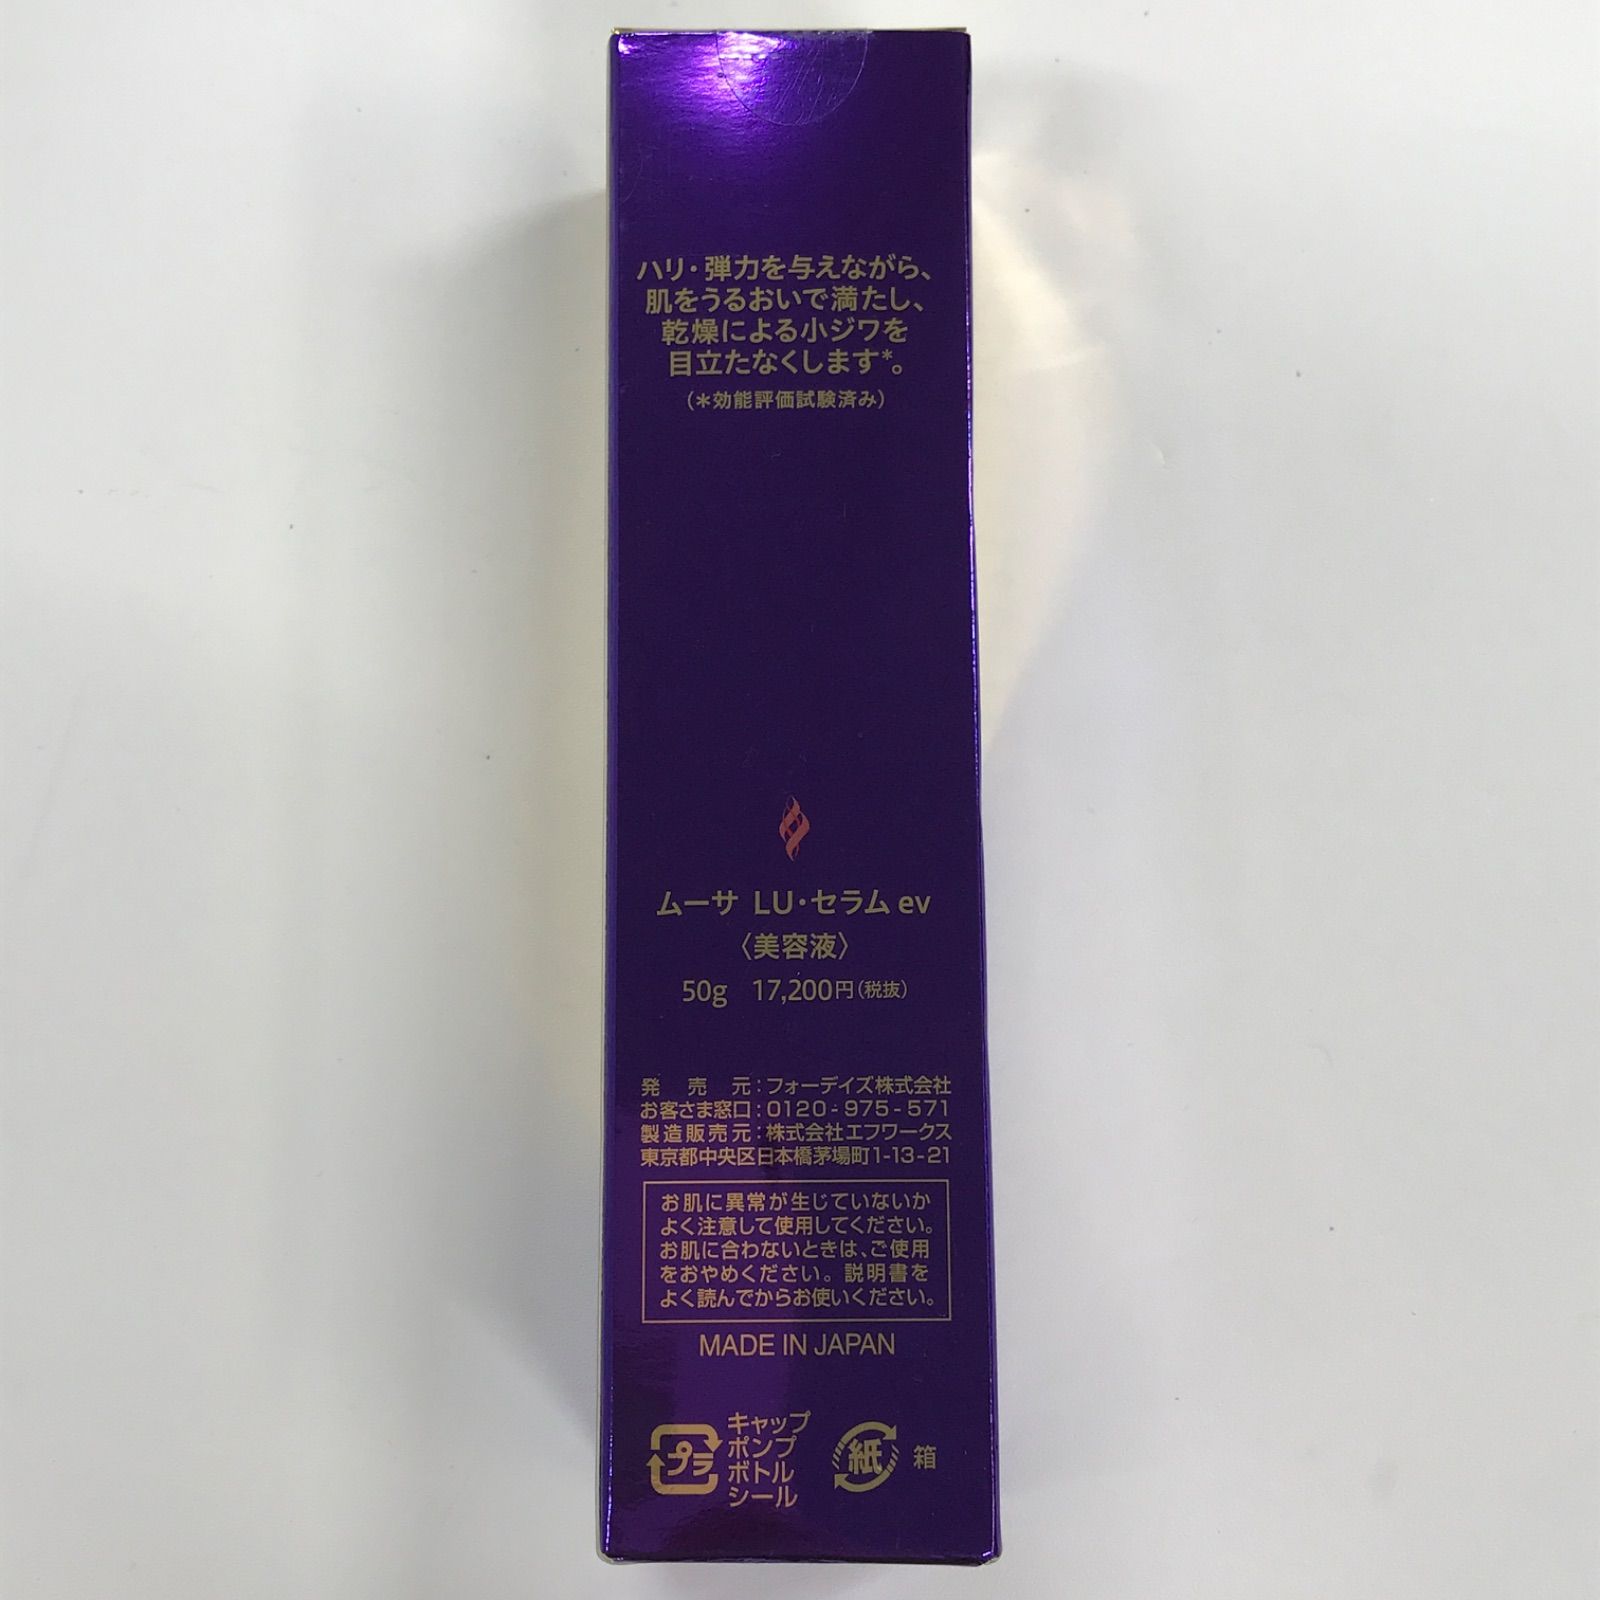 ハリ・弾力を与えながら、
肌をうるおいで満たし、
乾燥による小ジワを
目立たなくします*。
(*効能評価試験済み)
ムーサ LU・セラム ev
〈美容液〉
50g 17,200円(税抜)
発売元:フォーデイズ株式会社
お客さま窓口:0120-975-571
製造販売元:株式会社エフワークス
東京都中央区日本橋茅場町1-13-21
お肌に異常が生じていないか
よく注意して使用してください。
お肌に合わないときは、ご使用
をおやめください。説明書を
よく読んでからお使いください。
MADE IN JAPAN
プラ
キャップ
ポンプ
ボトル
シール
紙 箱